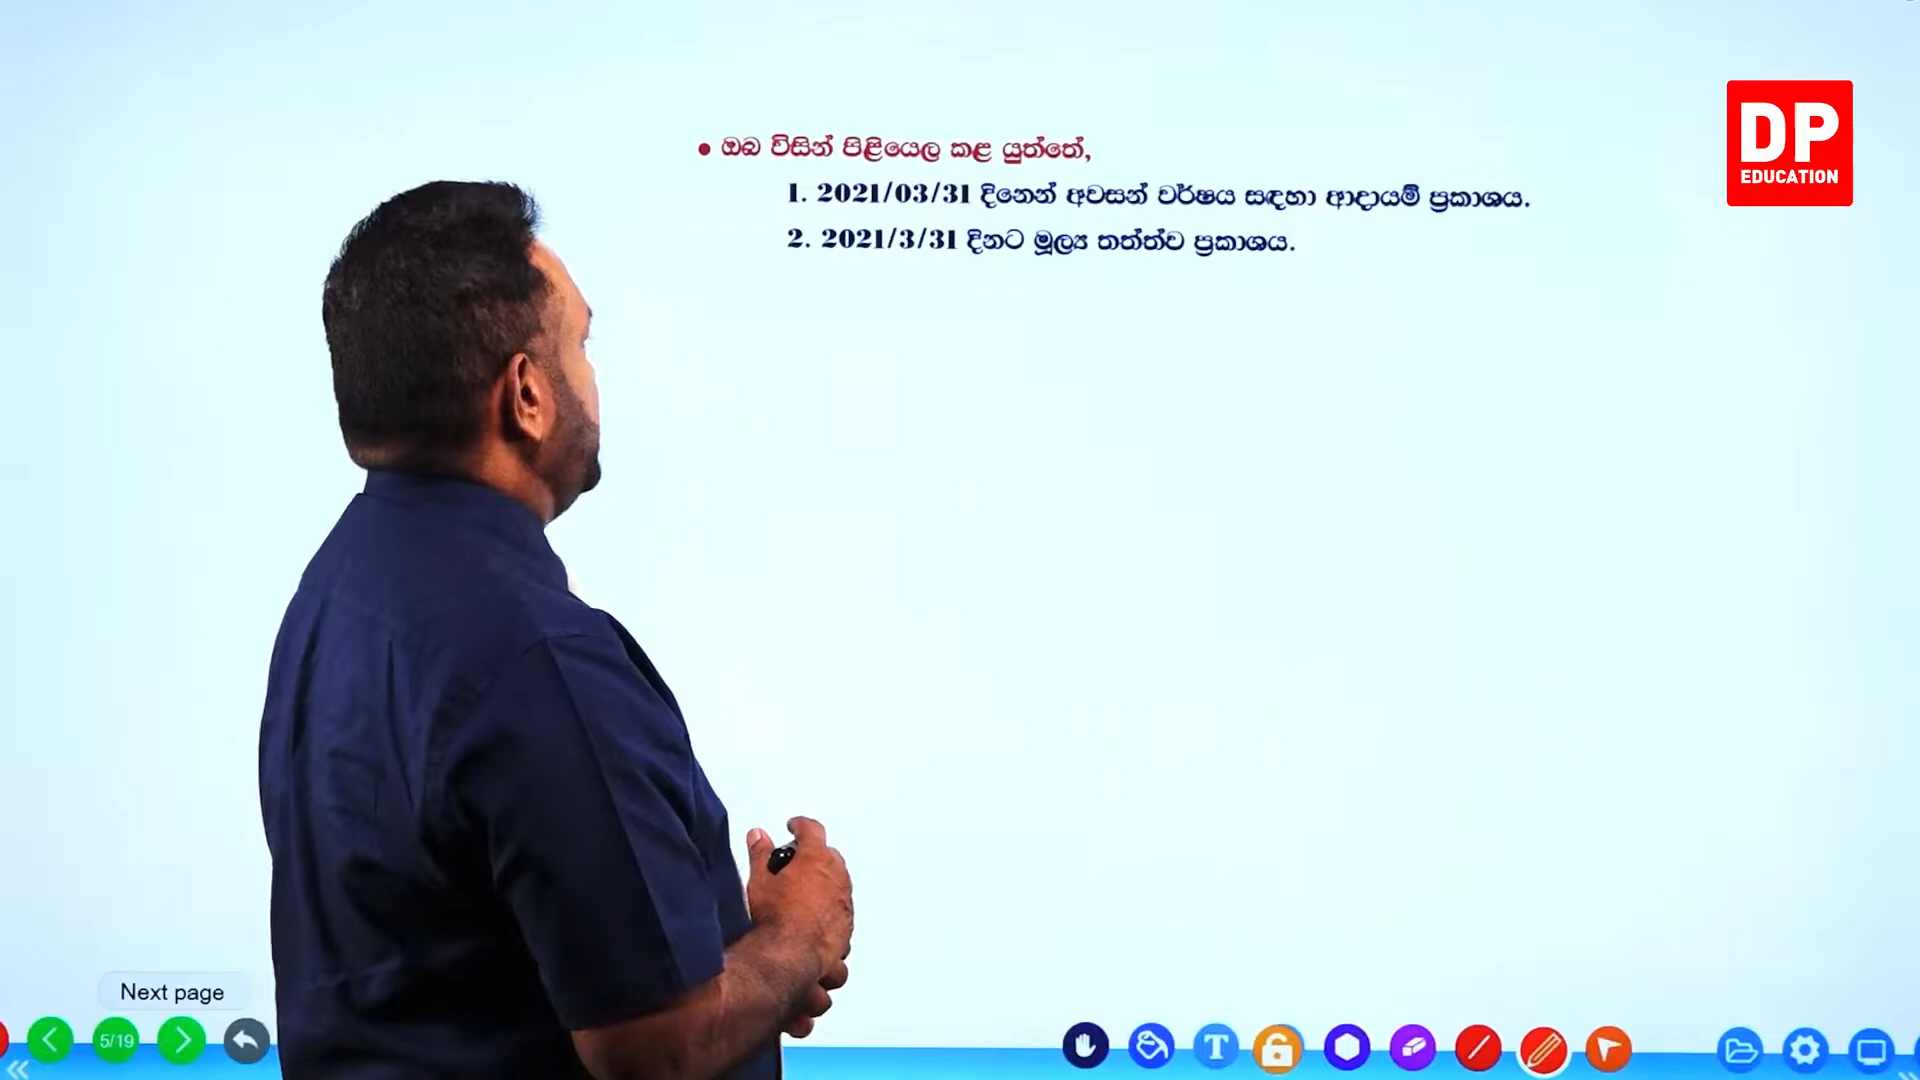 DP
EDUCATION
● ඔබ විසින් පිළියෙල කළ යුත්තේ,
1. 2021/03/31 දිනෙන් අවසන් වර්ෂය සඳහා ආදායම් ප්‍රකාශය.
2. 2021/3/31 දිනට මූල්‍ය තත්ත්ව ප්‍රකාශය.
Next page
5/19
T